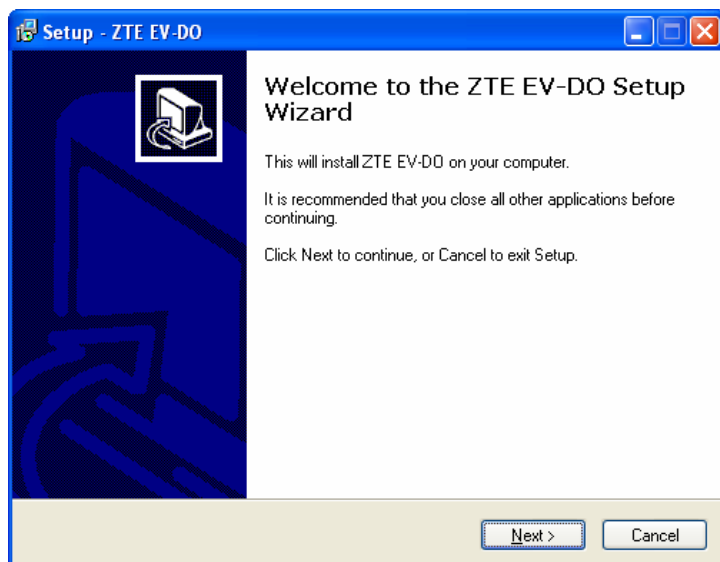 Setup - ZTE EV-DO
Welcome to the ZTE EV-DO Setup
Wizard
This will install ZTE EV-DO on your computer.
It is recommended that you close all other applications before
continuing.
Click Next to continue, or Cancel to exit Setup.
Next >
Cancel